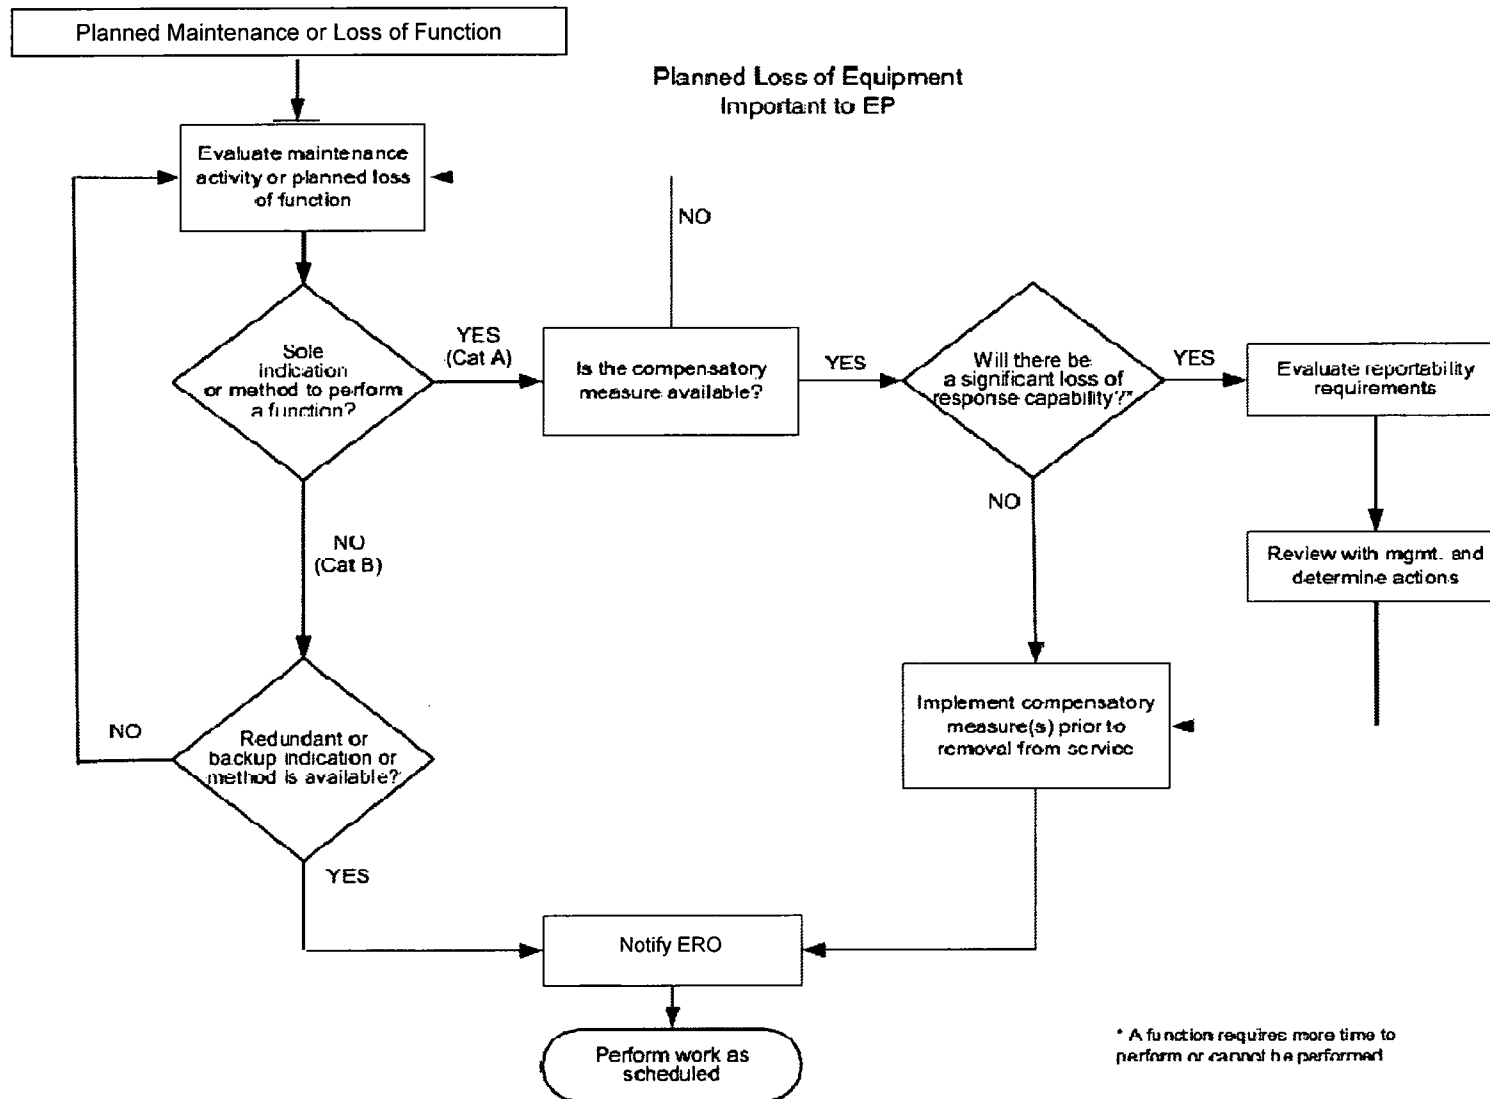 Planned Maintenance or Loss of Function
Planned Loss of Equipment
Important to EP
Evaluate maintenance
activity or planned loss
of function
NO
Sole
indication
or method to perform
a function?
YES
(Cat A)
Is the compensatory
measure available?
YES
Will there be
a significant loss of
response capability?*
YES
Evaluate reportability
requirements
NO
NO
(Cat B)
Review with mgmt. and
determine actions
Implement compensatory
measure(s) prior to
removal from service
NO
Redundant or
backup indication or
method is available?
YES
Notify ERO
Perform work as
scheduled
* A function requires more time to
perform or cannot be performed